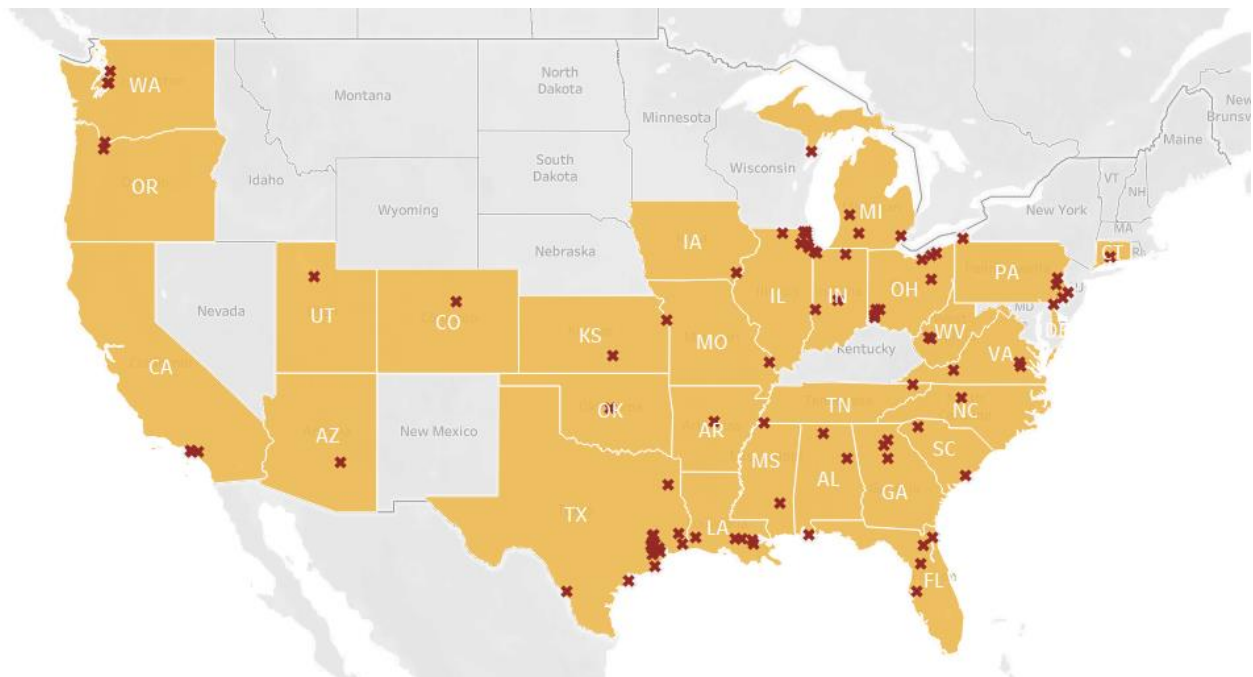 WA
Montana
North
Dakota
Minnesota
New
Brunsw
Maine
OR
Idaho
South
Dakota
Wisconsin
VT
NH
Wyoming
MI
New York
MA
Nebraska
IA
CT
RI
PA
Nevada
UT
CO
IL
IN
OH
MD
DE
KS
MO
WV
VA
Kentucky
CA
OK
TN
NC
AZ
New Mexico
AR
SC
MS
AL
GA
TX
LA
FL